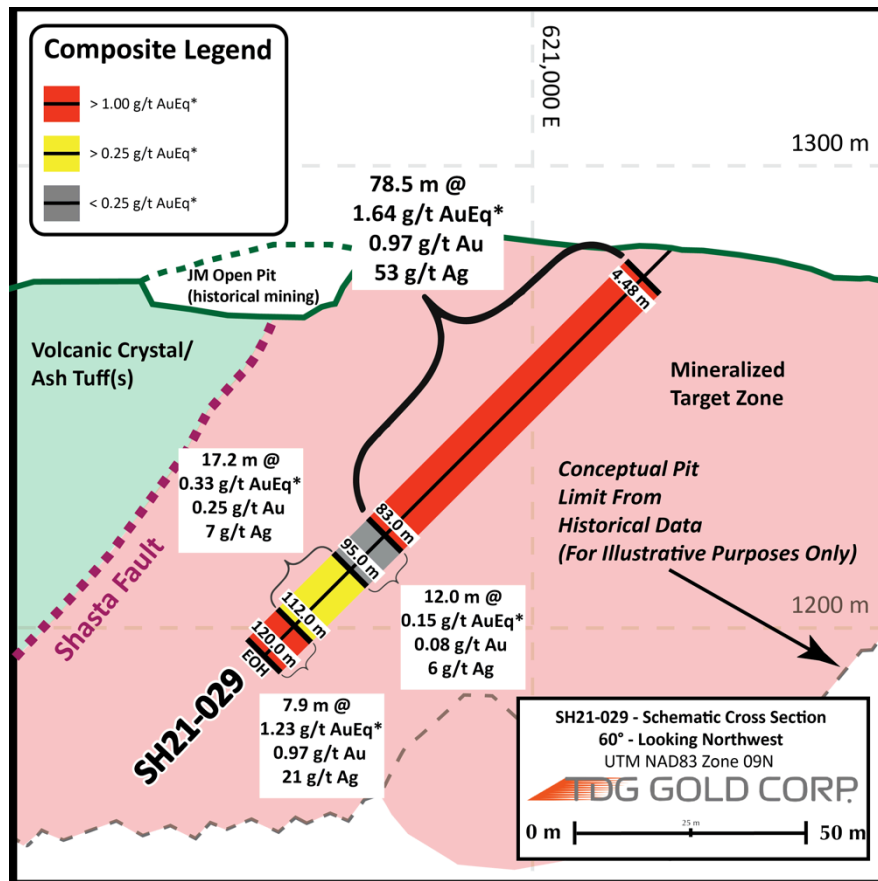 Composite Legend
> 1.00 g/t AuEq*
> 0.25 g/t AuEq*
< 0.25 g/t AuEq*
621,000 E
1300 m
78.5 m @
1.64 g/t AuEq*
0.97 g/t Au
53 g/t Ag
JM Open Pit
(historical mining)
4.48 m
Volcanic Crystal/
Ash Tuff(s)
Mineralized
Target Zone
17.2 m @
0.33 g/t AuEq*
0.25 g/t Au
7 g/t Ag
Conceptual Pit
Limit From
Historical Data
(For Illustrative Purposes Only)
83.0 m
95.0 m
Shasta Fault
112.0 m
120.0 m
EOH
12.0 m @
0.15 g/t AuEq*
0.08 g/t Au
6 g/t Ag
1200 m
SH21-029
7.9 m @
1.23 g/t AuEq*
0.97 g/t Au
21 g/t Ag
SH21-029 - Schematic Cross Section
60° - Looking Northwest
UTM NAD83 Zone 09N
TDG GOLD CORP.
0 m 25 m 50 m